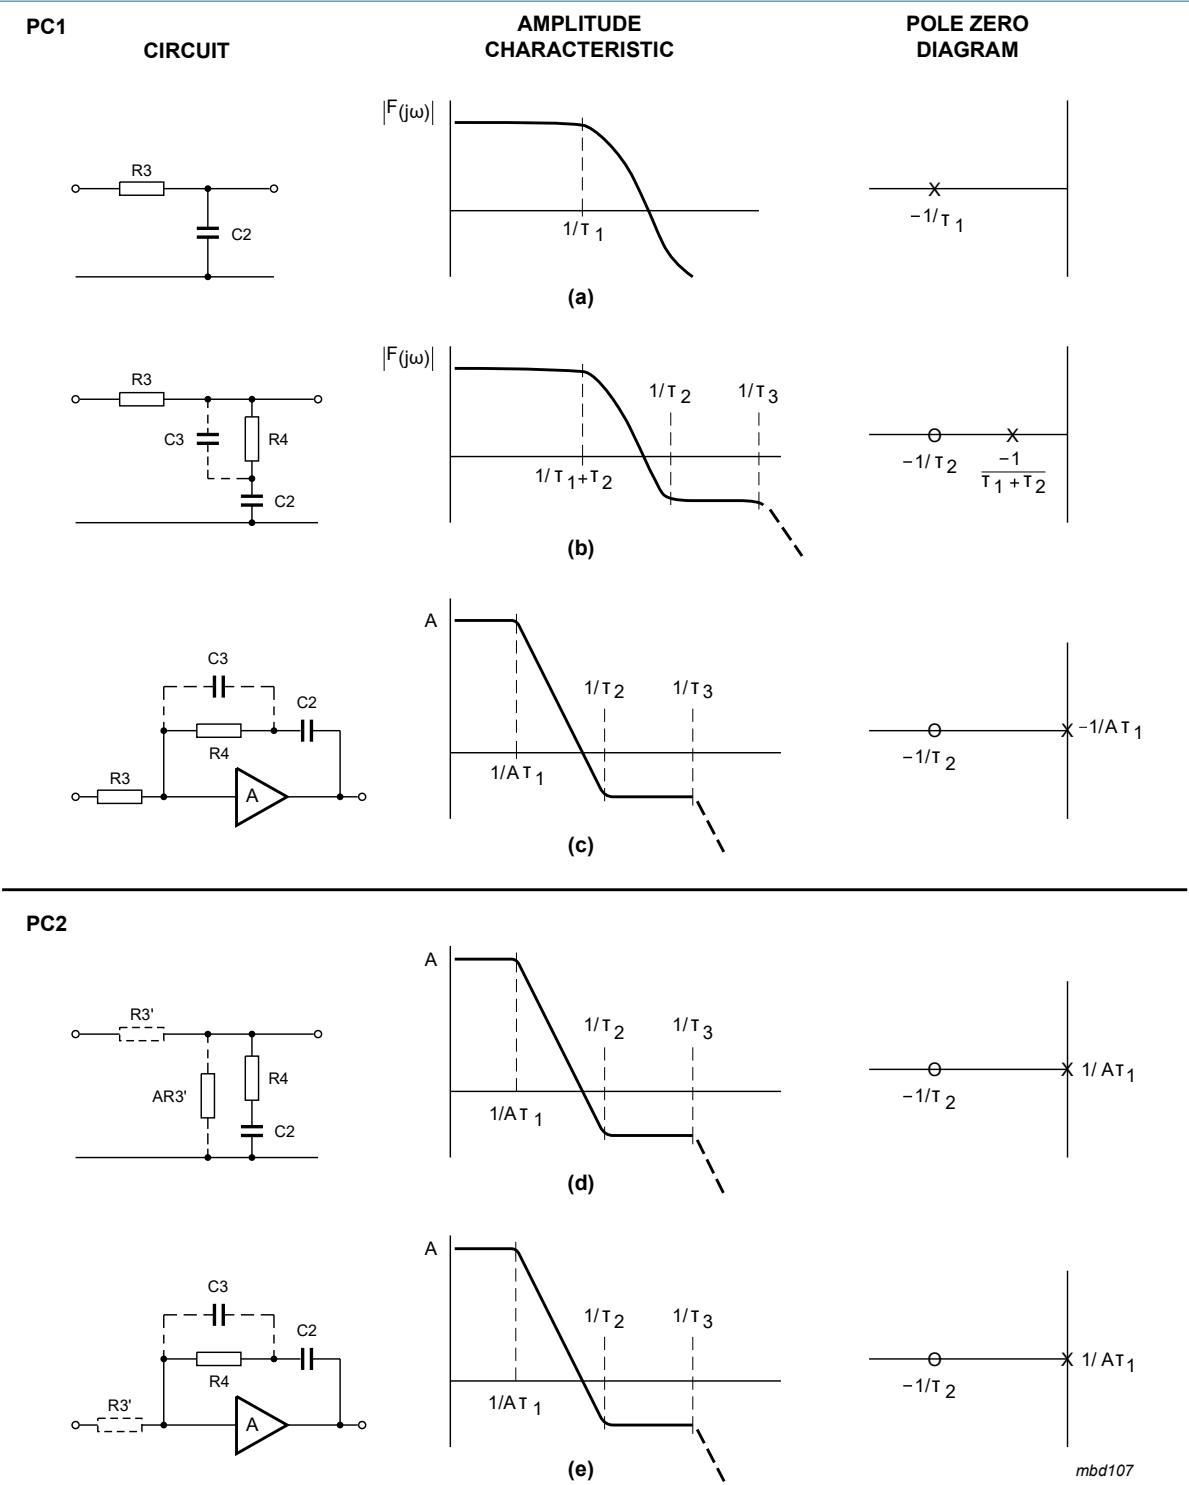 PC1
CIRCUIT
AMPLITUDE
CHARACTERISTIC
POLE ZERO
DIAGRAM
R3
C2
|F(jω)|
1/τ1
−1/τ1
(a)
R3
C3
R4
C2
|F(jω)|
1/τ1+τ2
1/τ2
1/τ3
−1/τ2
−1
τ1+τ2
(b)
C3
C2
R4
R3
A
A
1/Aτ1
1/τ2
1/τ3
−1/τ2
−1/Aτ1
(c)
PC2
R3'
AR3'
R4
C2
A
1/Aτ1
1/τ2
1/τ3
−1/τ2
1/Aτ1
(d)
C3
C2
R4
R3'
A
A
1/Aτ1
1/τ2
1/τ3
−1/τ2
1/Aτ1
(e)
mbd107